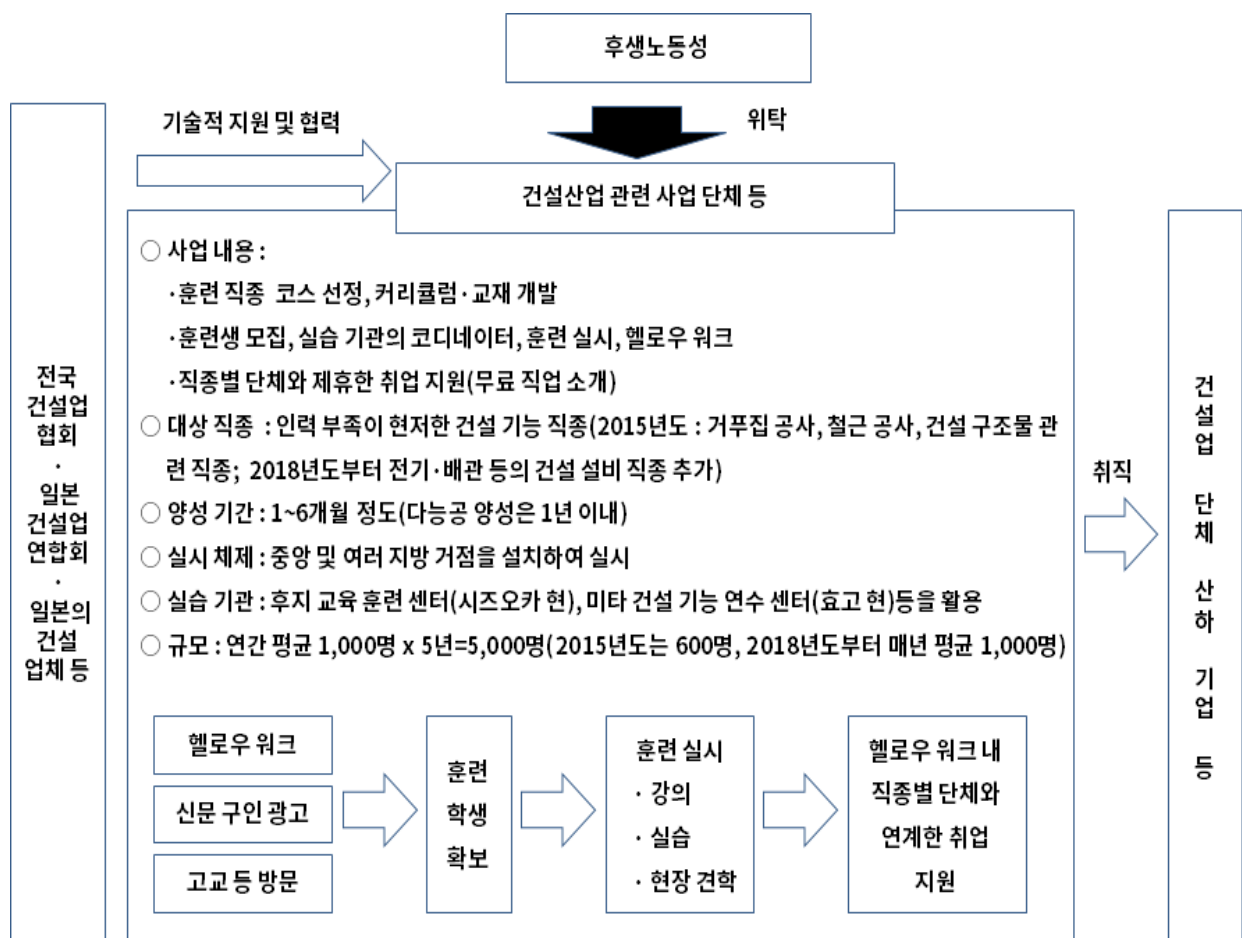 후생노동성
기술적 지원 및 협력
위탁
건설산업 관련 사업 단체 등
전국
건설업
협회
·
일본
건설업
연합회
·
일본의
건설
업체 등
○ 사업 내용 :
·훈련 직종 코스 선정, 커리큘럼·교재 개발
·훈련생 모집, 실습 기관의 코디네이터, 훈련 실시, 헬로우 워크
·직종별 단체와 제휴한 취업 지원(무료 직업 소개)
○ 대상 직종 : 인력 부족이 현저한 건설 기능 직종(2015년도 : 거푸집 공사, 철근 공사, 건설 구조물 관
련 직종; 2018년도부터 전기·배관 등의 건설 설비 직종 추가)
○ 양성 기간 : 1~6개월 정도(다능공 양성은 1년 이내)
○ 실시 체제 : 중앙 및 여러 지방 거점을 설치하여 실시
○ 실습 기관 : 후지 교육 훈련 센터(시즈오카 현), 미타 건설 기능 연수 센터(효고 현)등을 활용
○ 규모 : 연간 평균 1,000명 x 5년=5,000명(2015년도는 600명, 2018년도부터 매년 평균 1,000명)
헬로우 워크
신문 구인 광고
고교 등 방문
훈련
학생
확보
훈련 실시
· 강의
· 실습
· 현장 견학
헬로우 워크 내
직종별 단체와
연계한 취업
지원
취직
건
설
업
단
체
산
하
기
업
등